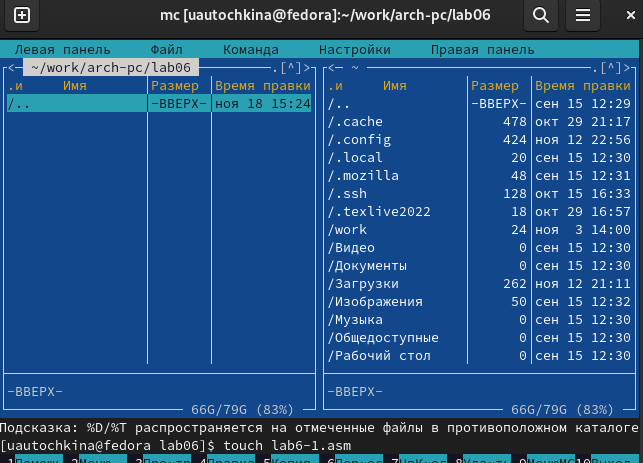 mc [uautochkina@fedora]:~/work/arch-pc/lab06
Левая панель Файл Команда Настройки Правая панель
<─ ~/work/arch-pc/lab06 ─.[^]>
.и Имя Размер Время правки
/.. -ВВЕРХ- ноя 18 15:24
-ВВЕРХ-
66G/79G (83%)
<─ ~ ─.[^]>
.и Имя Размер Время правки
/.. -ВВЕРХ- сен 15 12:29
/.cache 478 окт 29 21:17
/.config 424 ноя 12 22:56
/.local 20 сен 15 12:30
/.mozilla 48 сен 15 12:31
/.ssh 128 окт 15 16:33
/.texlive2022 18 окт 29 16:57
/work 24 ноя 3 14:00
/Видео 0 сен 15 12:30
/Документы 0 сен 15 12:30
/Загрузки 262 ноя 12 21:11
/Изображения 50 сен 15 12:32
/Музыка 0 сен 15 12:30
/Общедоступные 0 сен 15 12:30
/Рабочий стол 0 сен 15 12:30
-ВВЕРХ-
66G/79G (83%)
Подсказка: %D/%T распространяется на отмеченные файлы в противоположном каталоге
[uautochkina@fedora lab06]$ touch lab6-1.asm